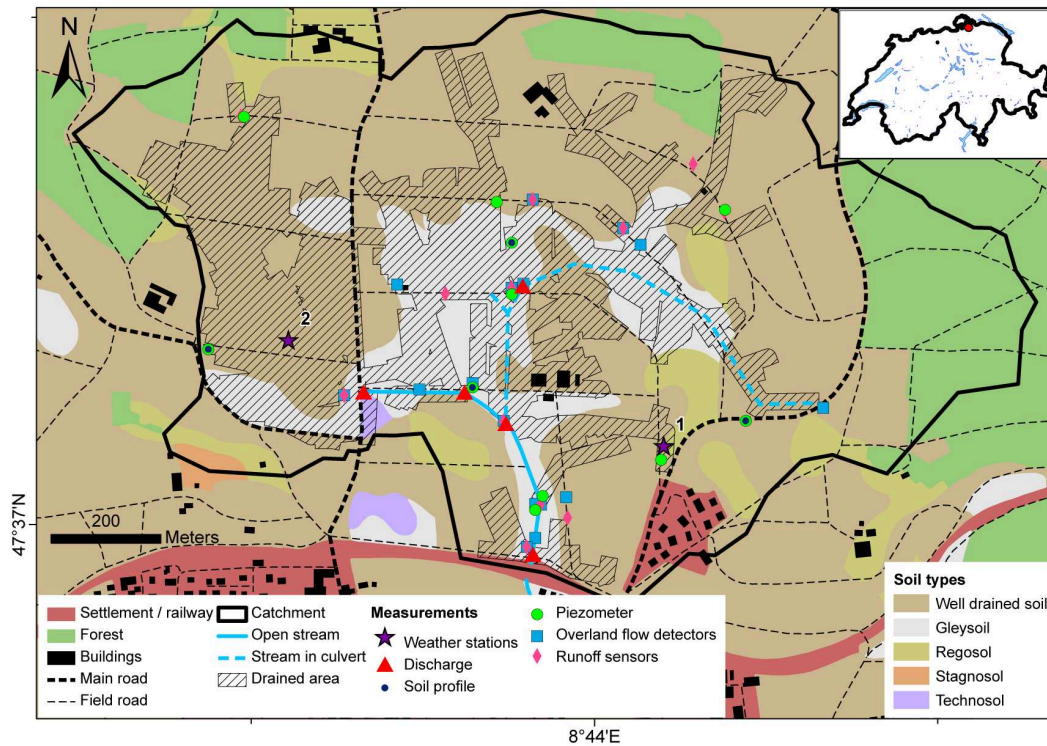 N
2
1
47°37'N
200
Meters
Settlement / railway
Forest
Buildings
Main road
Field road
Catchment
Open stream
Stream in culvert
Drained area
Measurements
Weather stations
Discharge
Soil profile
Piezometer
Overland flow detectors
Runoff sensors
Soil types
Well drained soil
Gleysoil
Regosol
Stagnosol
Technosol
8°44'E